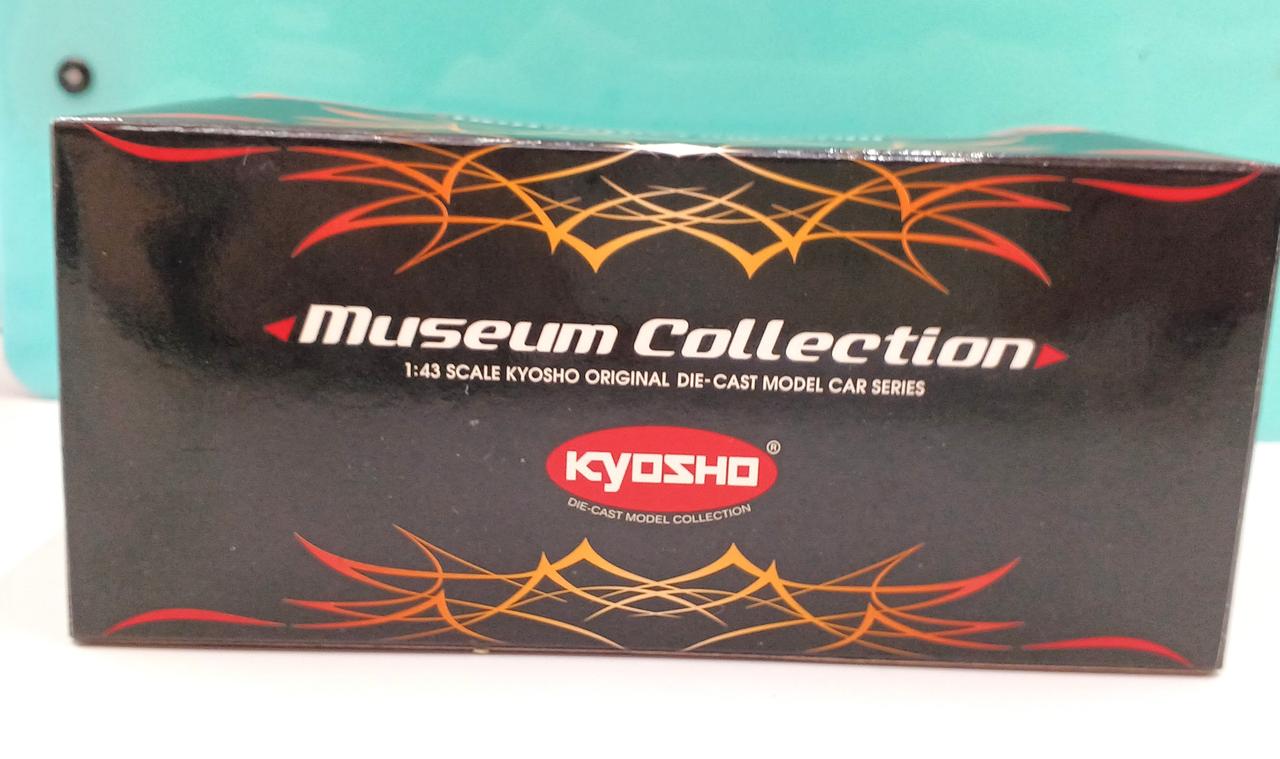 Museum Collection
1:43 SCALE KYOSHO ORIGINAL DIE-CAST MODEL CAR SERIES
KYOSHO ®
DIE-CAST MODEL COLLECTION